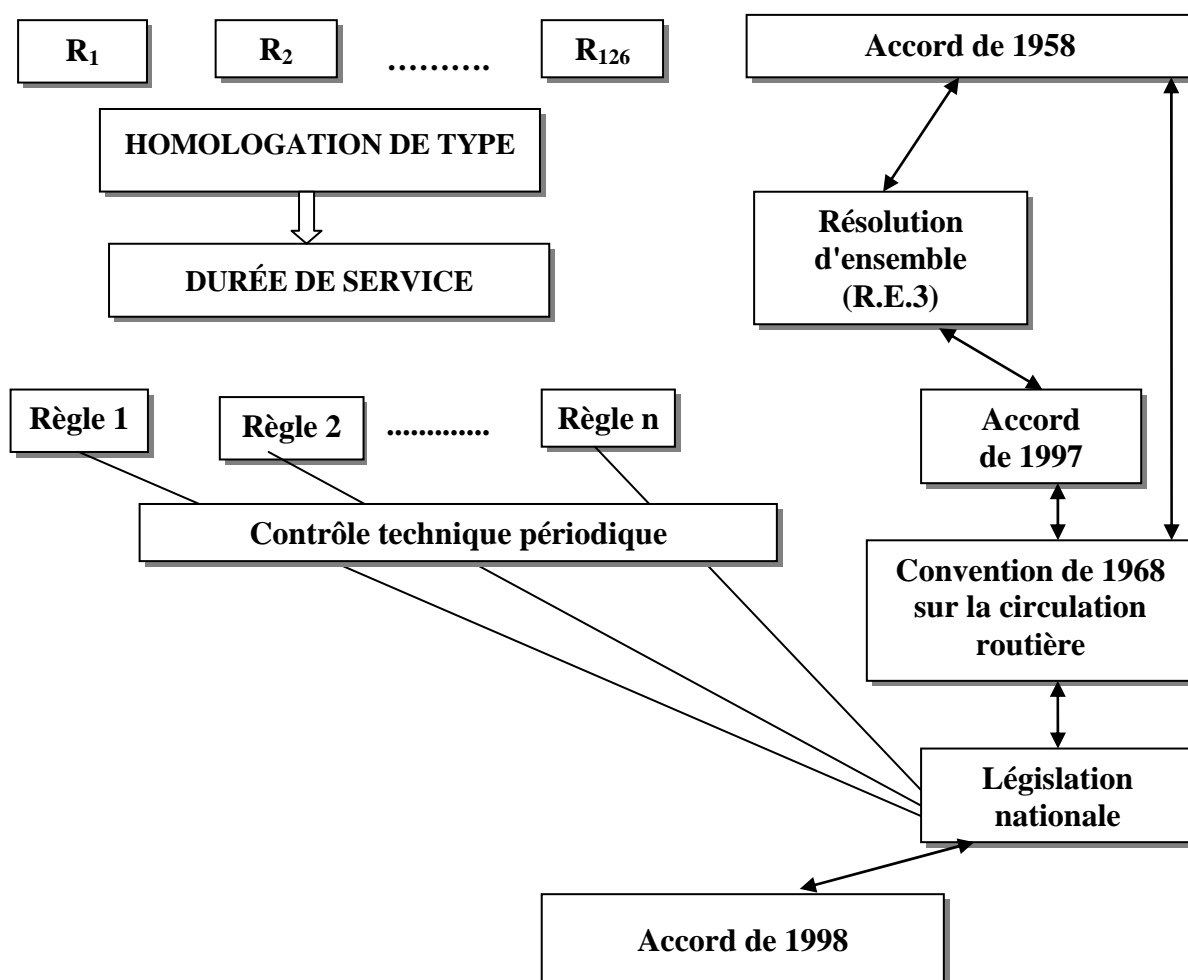 R₁
R₂
..........
R₁₂₆
Accord de 1958
HOMOLOGATION DE TYPE
DURÉE DE SERVICE
Résolution
d'ensemble
(R.E.3)
Règle 1
Règle 2
.............
Règle n
Accord
de 1997
Contrôle technique périodique
Convention de 1968
sur la circulation
routière
Législation
nationale
Accord de 1998